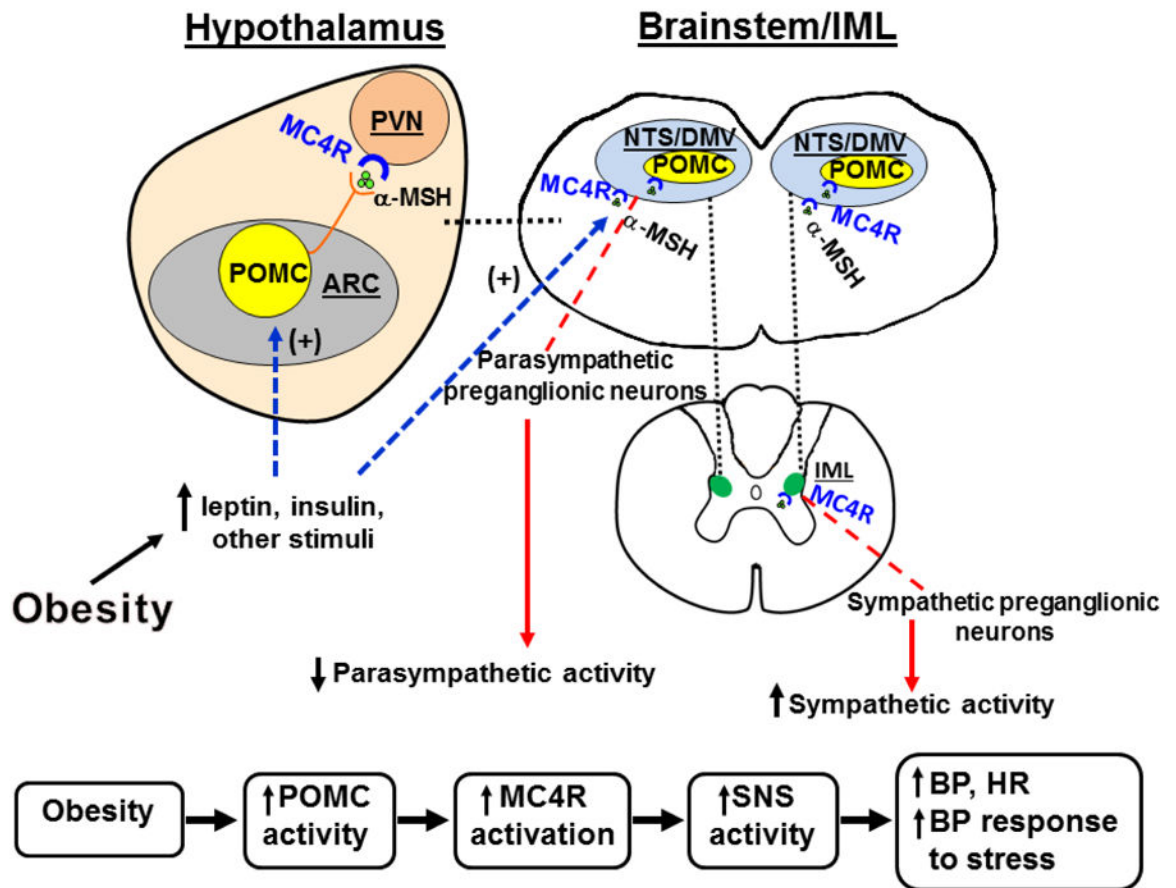 Hypothalamus
Brainstem/IML
PVN
MC4R
α-MSH
POMC
ARC
(+)
NTS/DMV
POMC
MC4R
α-MSH
NTS/DMV
POMC
MC4R
α-MSH
(+)
Parasympathetic
preganglionic neurons
IML
MC4R
↑ leptin, insulin,
other stimuli
Obesity
Sympathetic preganglionic
neurons
↓ Parasympathetic activity
↑ Sympathetic activity
Obesity
↑POMC
activity
↑MC4R
activation
↑SNS
activity
↑BP, HR
↑BP response
to stress